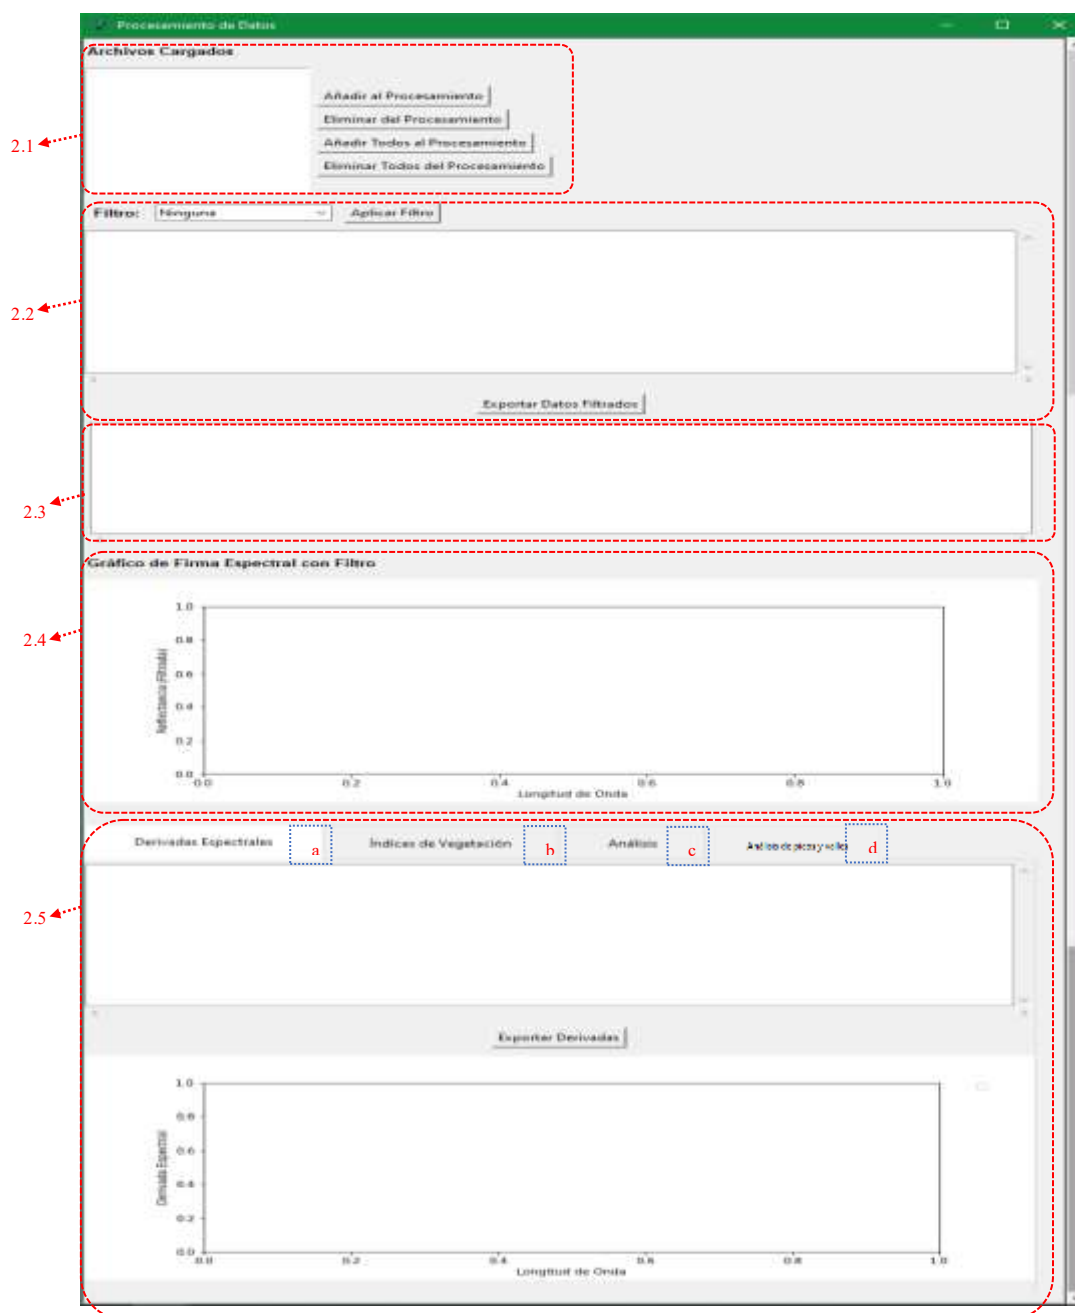 Procesamiento de Datos
Archivos Cargados
Añadir al Procesamiento
Eliminar del Procesamiento
2.1
Añadir Todos al Procesamiento
Eliminar Todos del Procesamiento
Filtro: Ninguna Aplicar Filtro
2.2
Exportar Datos Filtrados
2.3
Gráfico de Firma Espectral con Filtro
2.4
1.0
0.8
0.6
0.4
0.2
0.0
Reflectancia (Filtrada)
0.0 0.2 0.4 0.6 0.8 1.0
Longitud de Onda
Derivadas Espectrales a Índices de Vegetación b Análisis c Análisis de picos y valles d
2.5
Exportar Derivadas
1.0
0.8
0.6
0.4
0.2
0.0
Derivada Espectral
0.0 0.2 0.4 0.6 0.8 1.0
Longitud de Onda